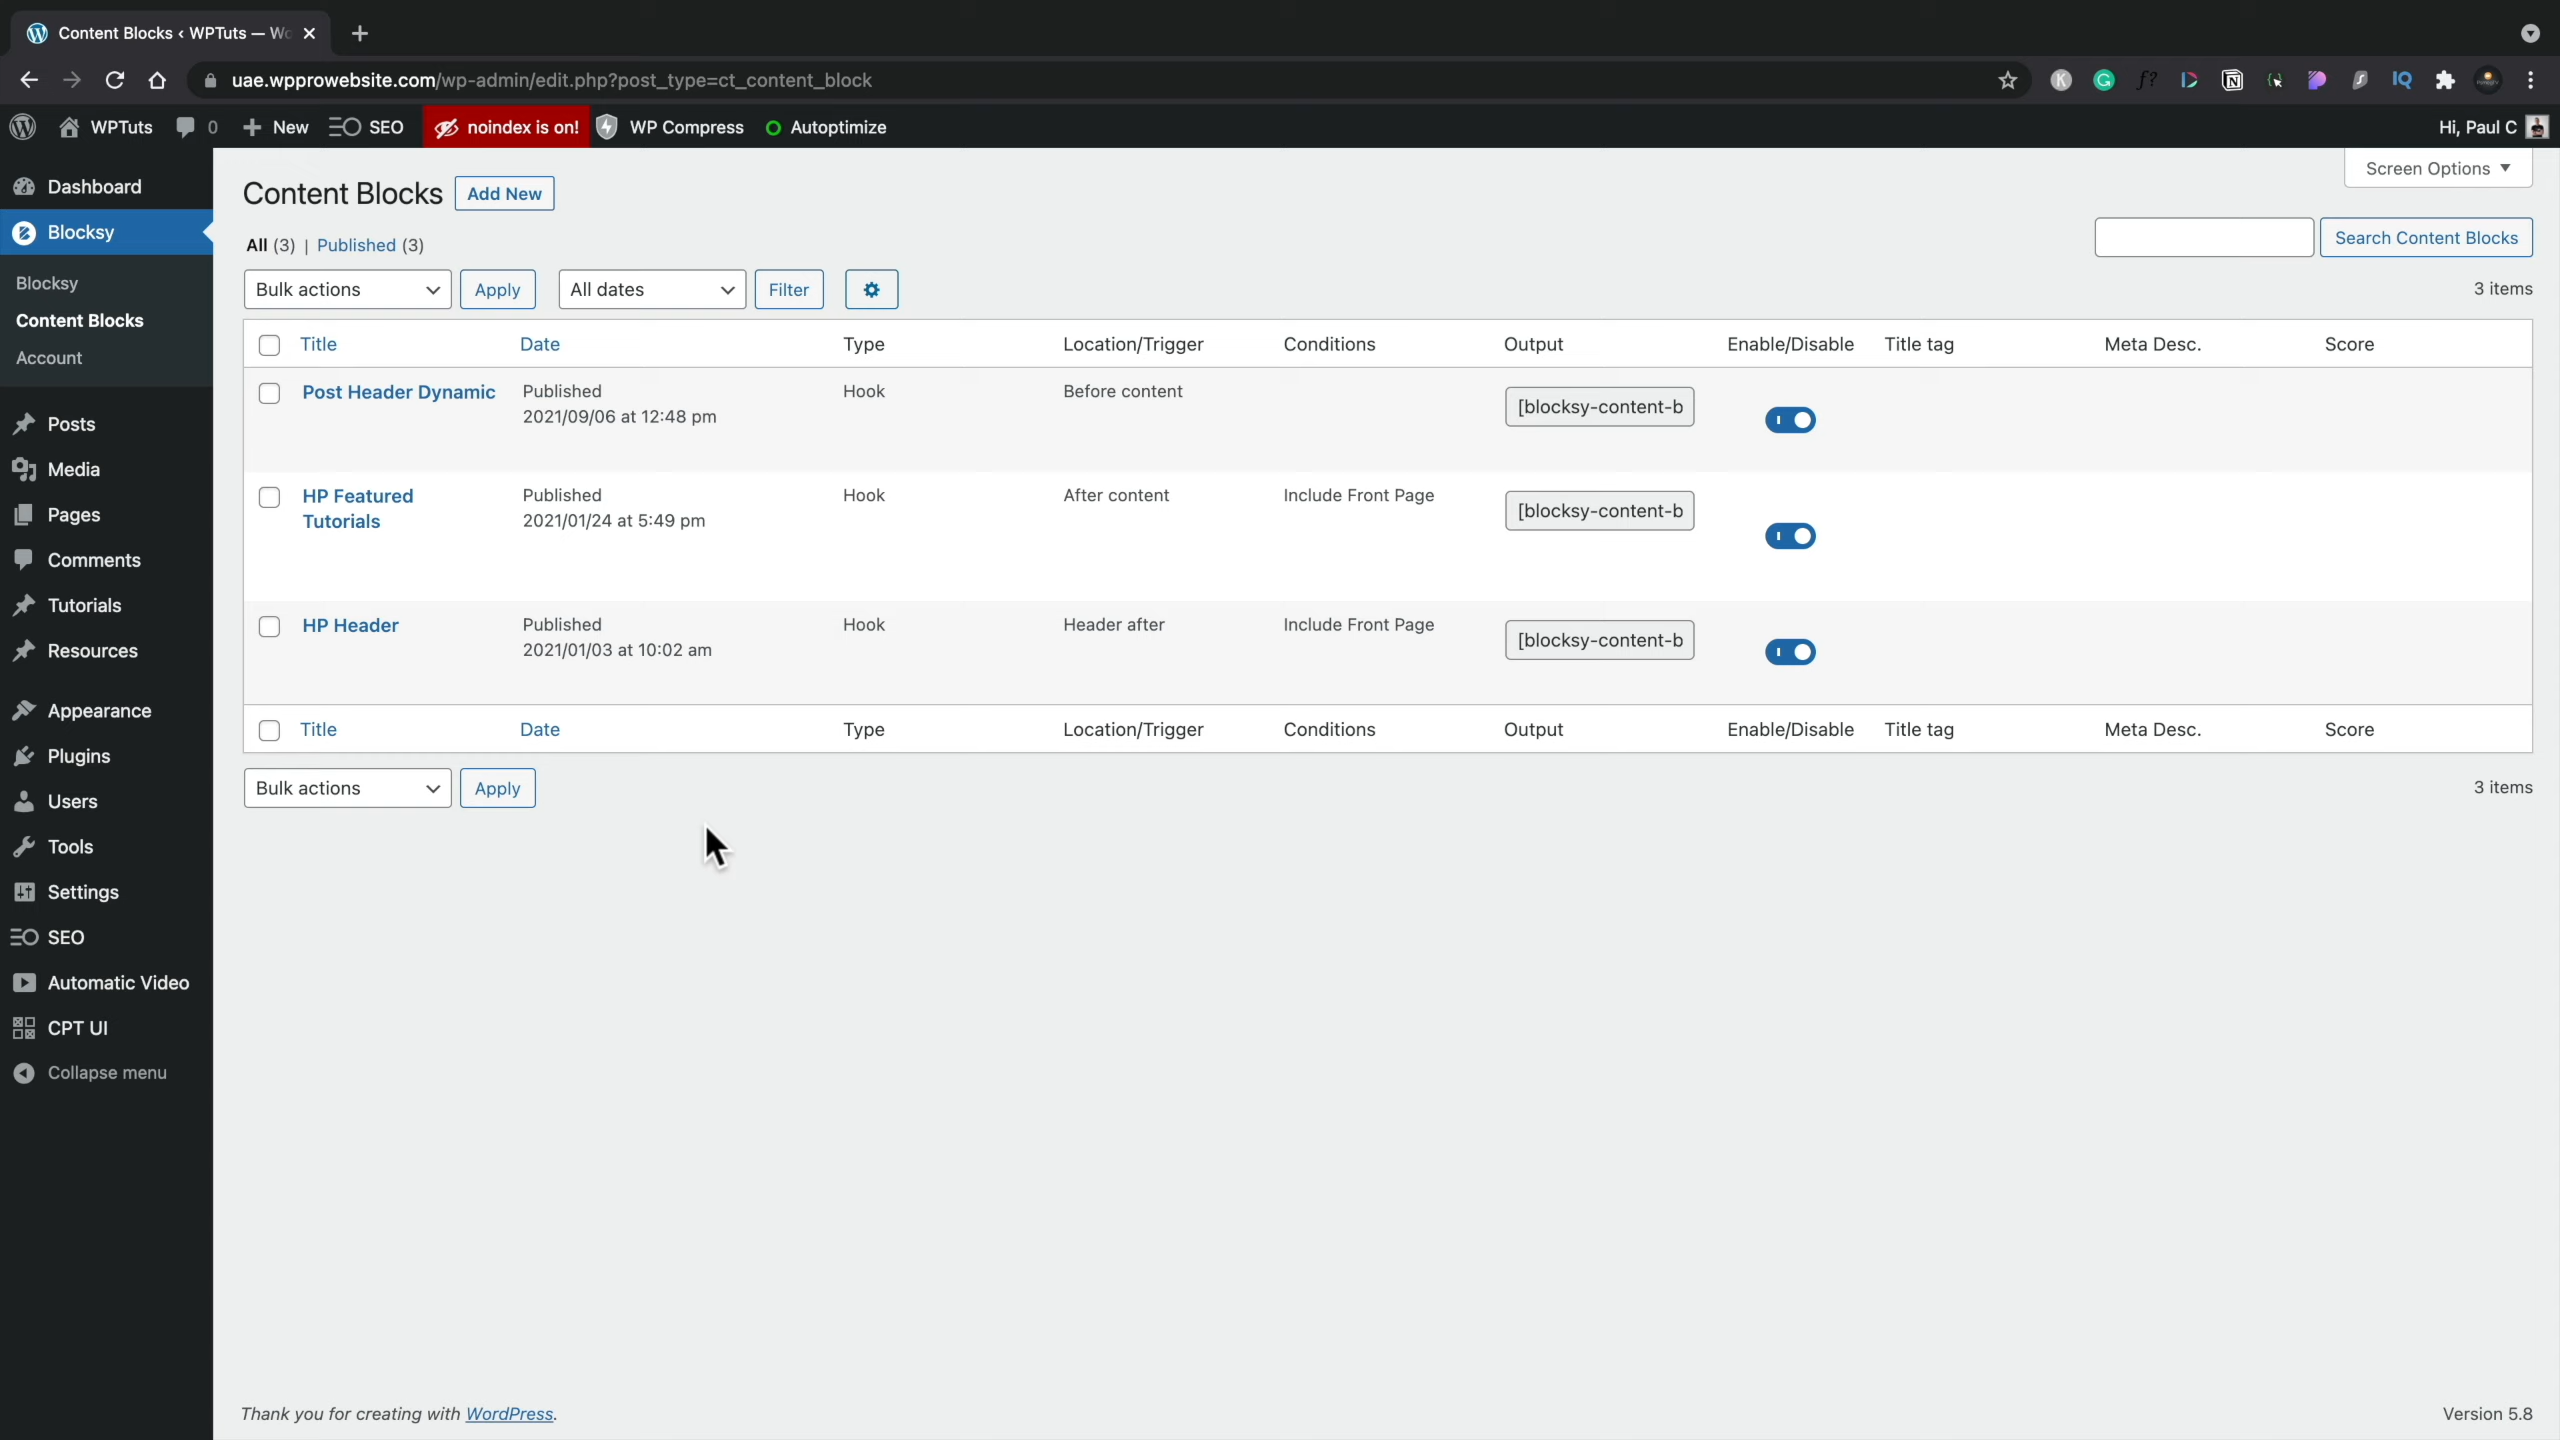 Content Blocks ‹ WPTuts — Wo
uae.wpprowebsite.com/wp-admin/edit.php?post_type=ct_content_block
WPTuts
0
New
SEO
noindex is on!
WP Compress
Autoptimize
Hi, Paul C
Dashboard
Blocksy
Blocksy
Content Blocks
Account
Posts
Media
Pages
Comments
Tutorials
Resources
Appearance
Plugins
Users
Tools
Settings
SEO
Automatic Video
CPT UI
Collapse menu
Screen Options
Content Blocks
Add New
All (3) | Published (3)
Search Content Blocks
Bulk actions
Apply
All dates
Filter
3 items
Title Date Type Location/Trigger Conditions Output Enable/Disable Title tag Meta Desc. Score
Post Header Dynamic
Published
2021/09/06 at 12:48 pm
Hook
Before content
[blocksy-content-b
HP Featured
Tutorials
Published
2021/01/24 at 5:49 pm
Hook
After content
Include Front Page
[blocksy-content-b
HP Header
Published
2021/01/03 at 10:02 am
Hook
Header after
Include Front Page
[blocksy-content-b
Title Date Type Location/Trigger Conditions Output Enable/Disable Title tag Meta Desc. Score
Bulk actions
Apply
3 items
Thank you for creating with WordPress.
Version 5.8